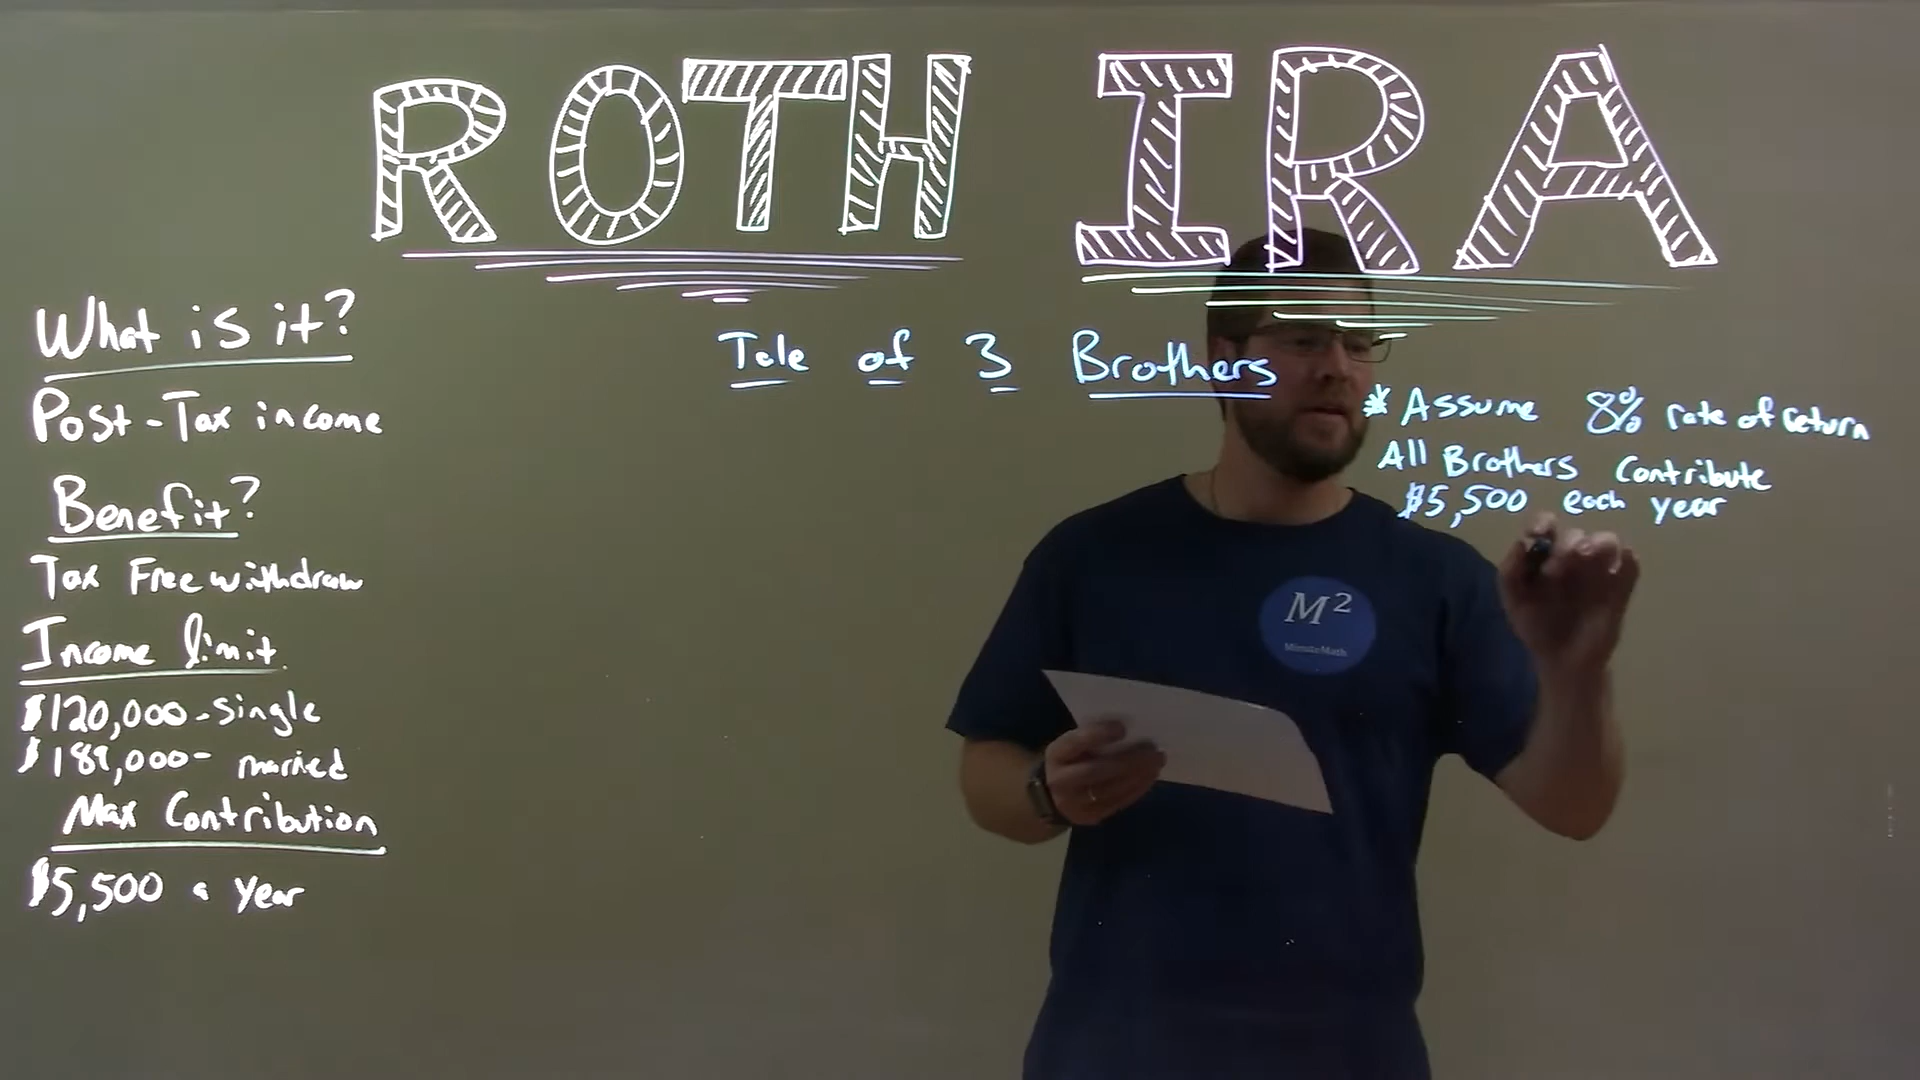 ROTH IRA
What is it?
Post-Tax income
Benefit?
Tax Free withdraw
Income limit
$120,000-single
$189,000- married
Max Contribution
$5,500 a year
Tale of 3 Brothers
* Assume 8% rate of return
All Brothers Contribute
$5,500 each year
M²
MinuteMath